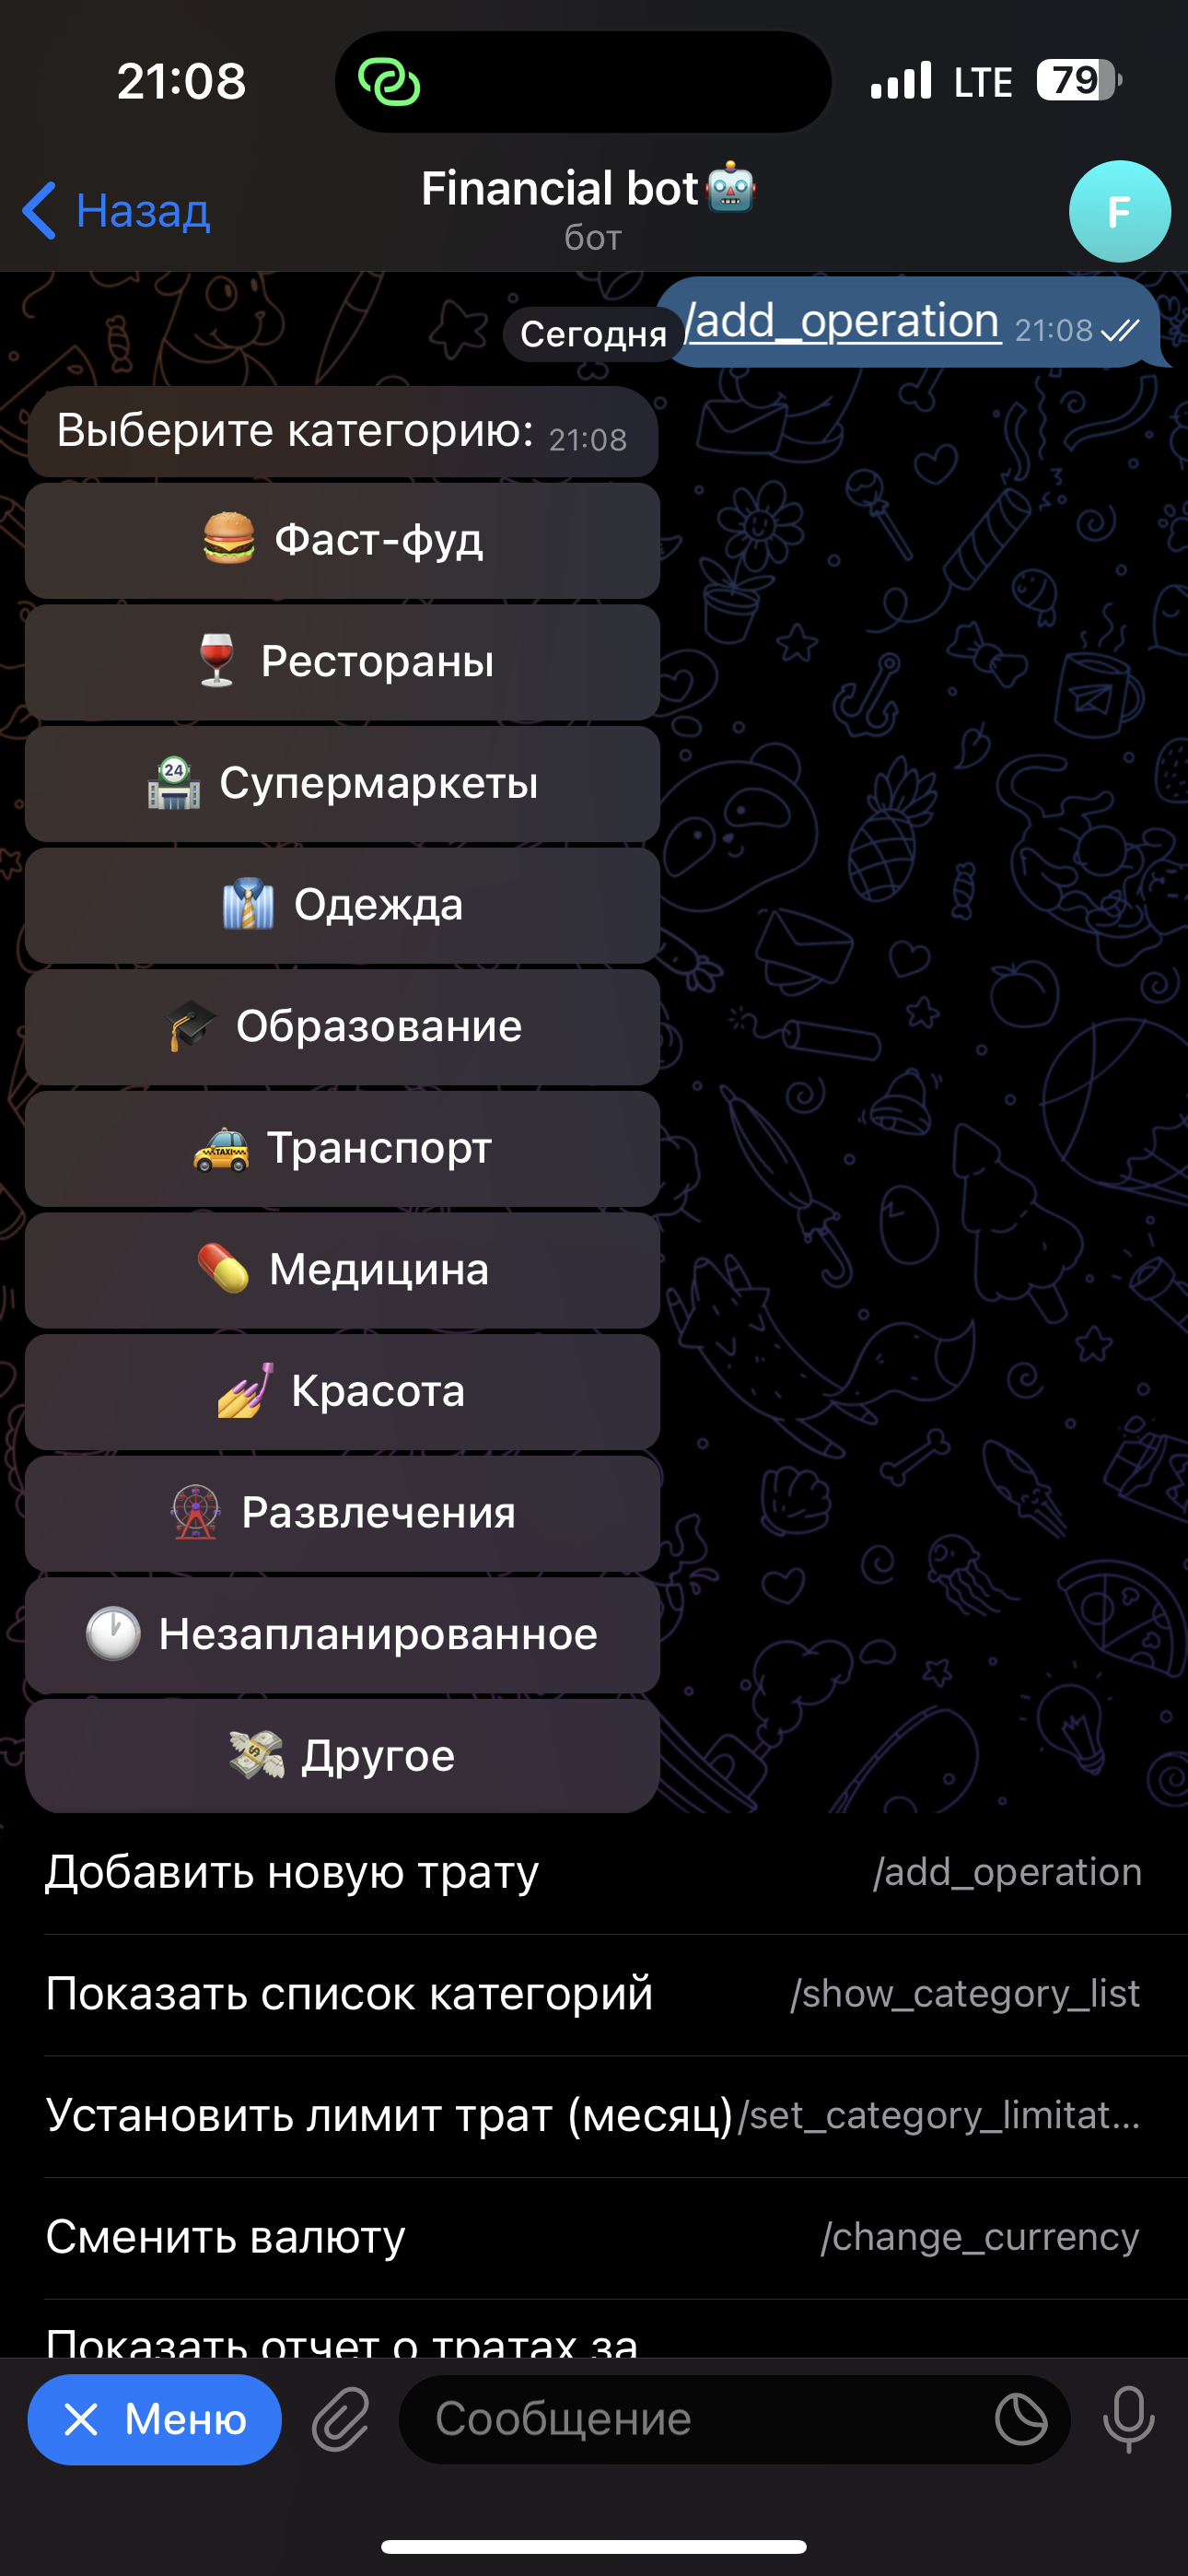 21:08 LTE 79
Назад
Financial bot🤖
бот
F
/add_operation 21:08
Сегодня
Выберите категорию: 21:08
🍔 Фаст-фуд
🍷 Рестораны
🏪 Супермаркеты
👔 Одежда
🎓 Образование
🚕 Транспорт
💊 Медицина
💅 Красота
🎡 Развлечения
🕐 Незапланированное
💸 Другое
Добавить новую трату /add_operation
Показать список категорий /show_category_list
Установить лимит трат (месяц) /set_category_limitat...
Сменить валюту /change_currency
Показать отчет о тратах за
Меню
Сообщение